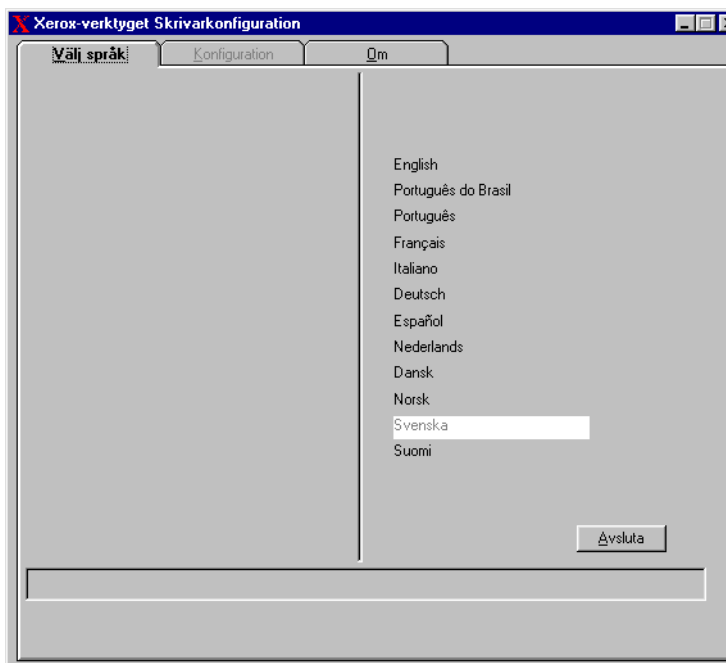 Xerox-verktyget Skrivarkonfiguration
Välj språk Konfiguration Om
English
Português do Brasil
Português
Français
Italiano
Deutsch
Español
Nederlands
Dansk
Norsk
Svenska
Suomi
Avsluta